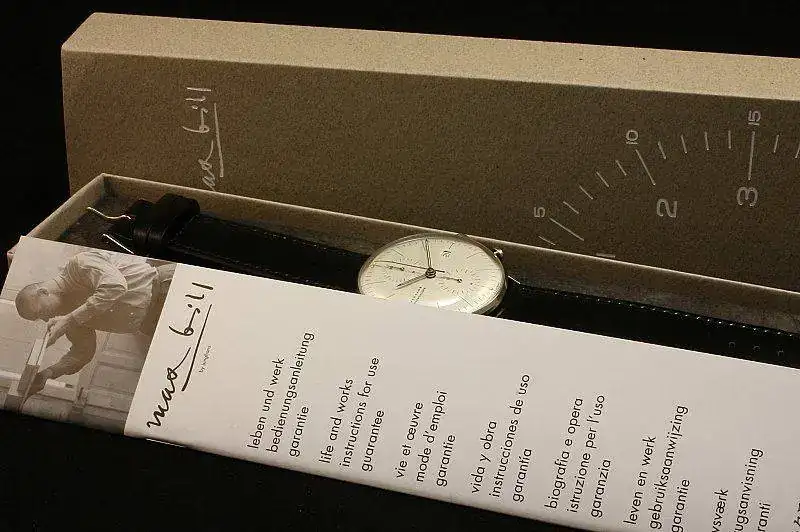 max bill
5
10
15
2
3
max bill
by junghans
leben und werk
bedienungsanleitung
garantie
life and works
instructions for use
guarantee
vie et œuvre
mode d'emploi
garantie
vida y obra
instrucciones de uso
garantía
biografia e opera
istruzione per l'uso
garanzia
leven en werk
gebruiksaanwijzing
garantie